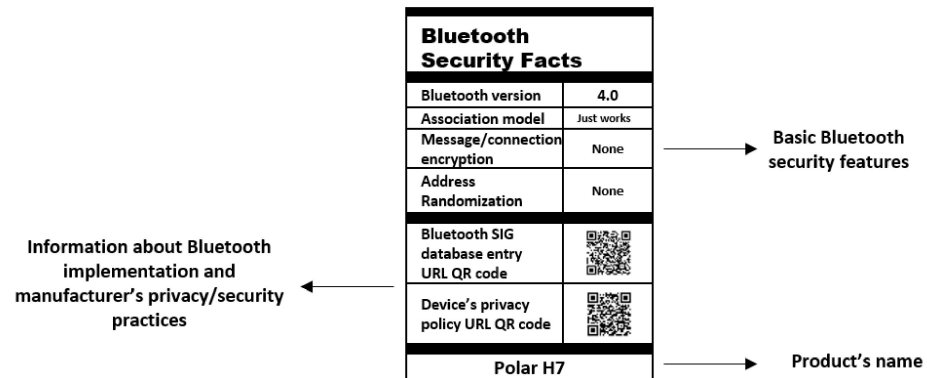 Bluetooth
Security Facts
Bluetooth version 4.0
Association model Just works
Message/connection
encryption
None
Address
Randomization
None
Basic Bluetooth
security features
Bluetooth SIG
database entry
URL QR code
Device's privacy
policy URL QR code
Information about Bluetooth
implementation and
manufacturer's privacy/security
practices
Polar H7
Product's name